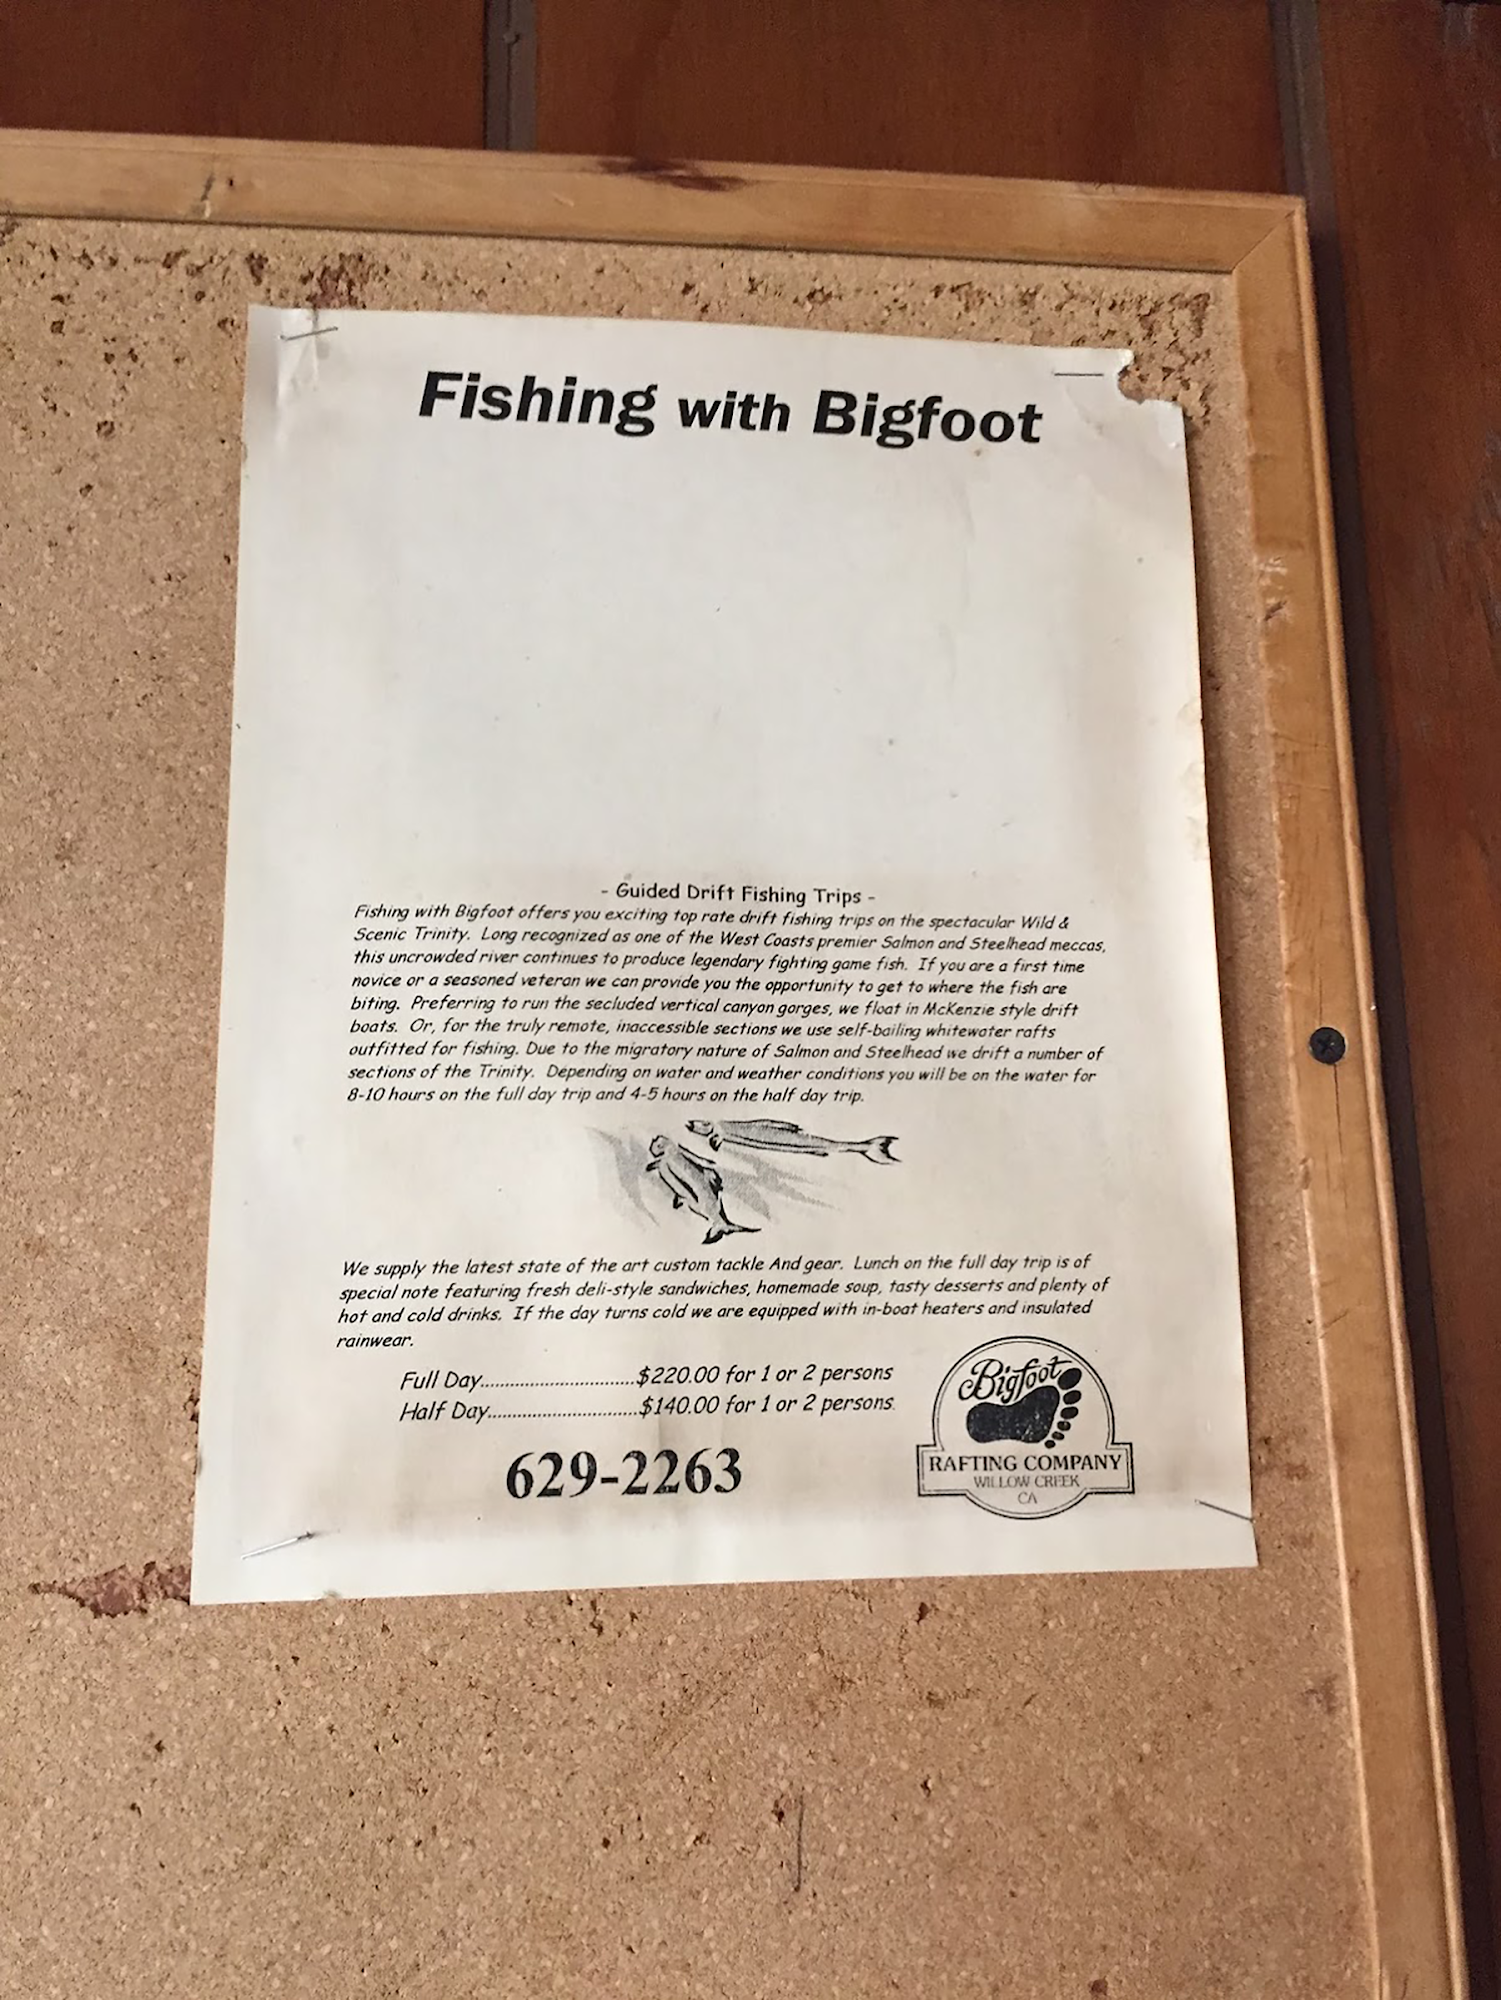 Fishing with Bigfoot
- Guided Drift Fishing Trips -
Fishing with Bigfoot offers you exciting top rate drift fishing trips on the spectacular Wild &
Scenic Trinity. Long recognized as one of the West Coasts premier Salmon and Steelhead meccas,
this uncrowded river continues to produce legendary fighting game fish. If you are a first time
novice or a seasoned veteran we can provide you the opportunity to get to where the fish are
biting. Preferring to run the secluded vertical canyon gorges, we float in McKenzie style drift
boats. Or, for the truly remote, inaccessible sections we use self-bailing whitewater rafts
outfitted for fishing. Due to the migratory nature of Salmon and Steelhead we drift a number of
sections of the Trinity. Depending on water and weather conditions you will be on the water for
8-10 hours on the full day trip and 4-5 hours on the half day trip.
We supply the latest state of the art custom tackle And gear. Lunch on the full day trip is of
special note featuring fresh deli-style sandwiches, homemade soup, tasty desserts and plenty of
hot and cold drinks. If the day turns cold we are equipped with in-boat heaters and insulated
rainwear.
Full Day..............................$220.00 for 1 or 2 persons
Half Day..............................$140.00 for 1 or 2 persons
629-2263
Bigfoot
RAFTING COMPANY
WILLOW CREEK
CA